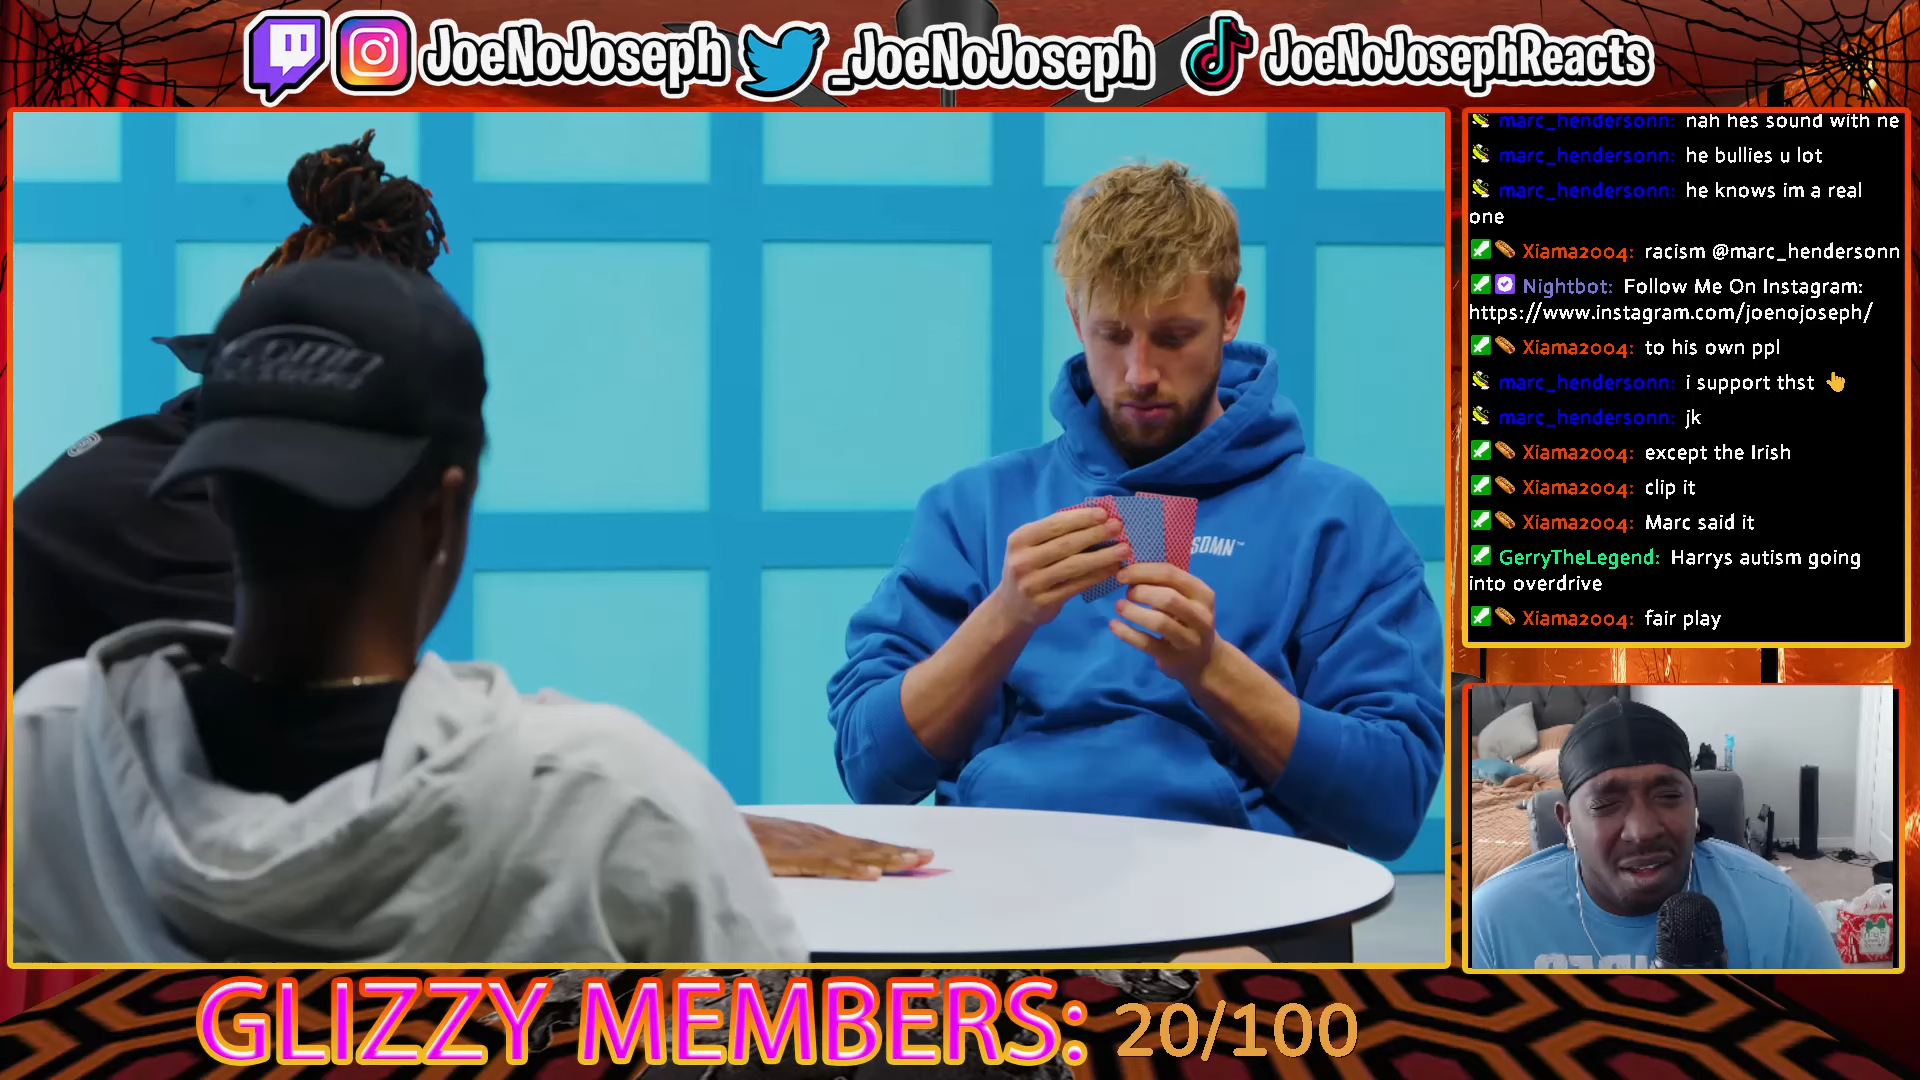 JoeNoJoseph _JoeNoJoseph JoeNoJosephReacts
marc_hendersonn: nah hes sound with ne
marc_hendersonn: he bullies u lot
marc_hendersonn: he knows im a real
one
Xiama2004: racism @marc_hendersonn
Nightbot: Follow Me On Instagram:
https://www.instagram.com/joenojoseph/
Xiama2004: to his own ppl
marc_hendersonn: i support thst 👆
marc_hendersonn: jk
Xiama2004: except the Irish
Xiama2004: clip it
Xiama2004: Marc said it
GerryTheLegend: Harrys autism going
into overdrive
Xiama2004: fair play
SDMN™
GLIZZY MEMBERS: 20/100